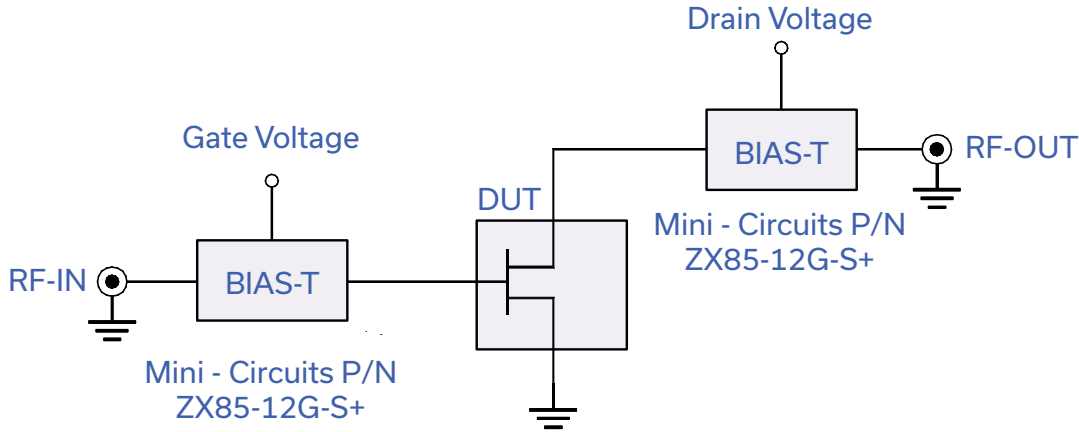 Drain Voltage
Gate Voltage
BIAS-T
RF-OUT
DUT
Mini - Circuits P/N
ZX85-12G-S+
RF-IN
BIAS-T
Mini - Circuits P/N
ZX85-12G-S+